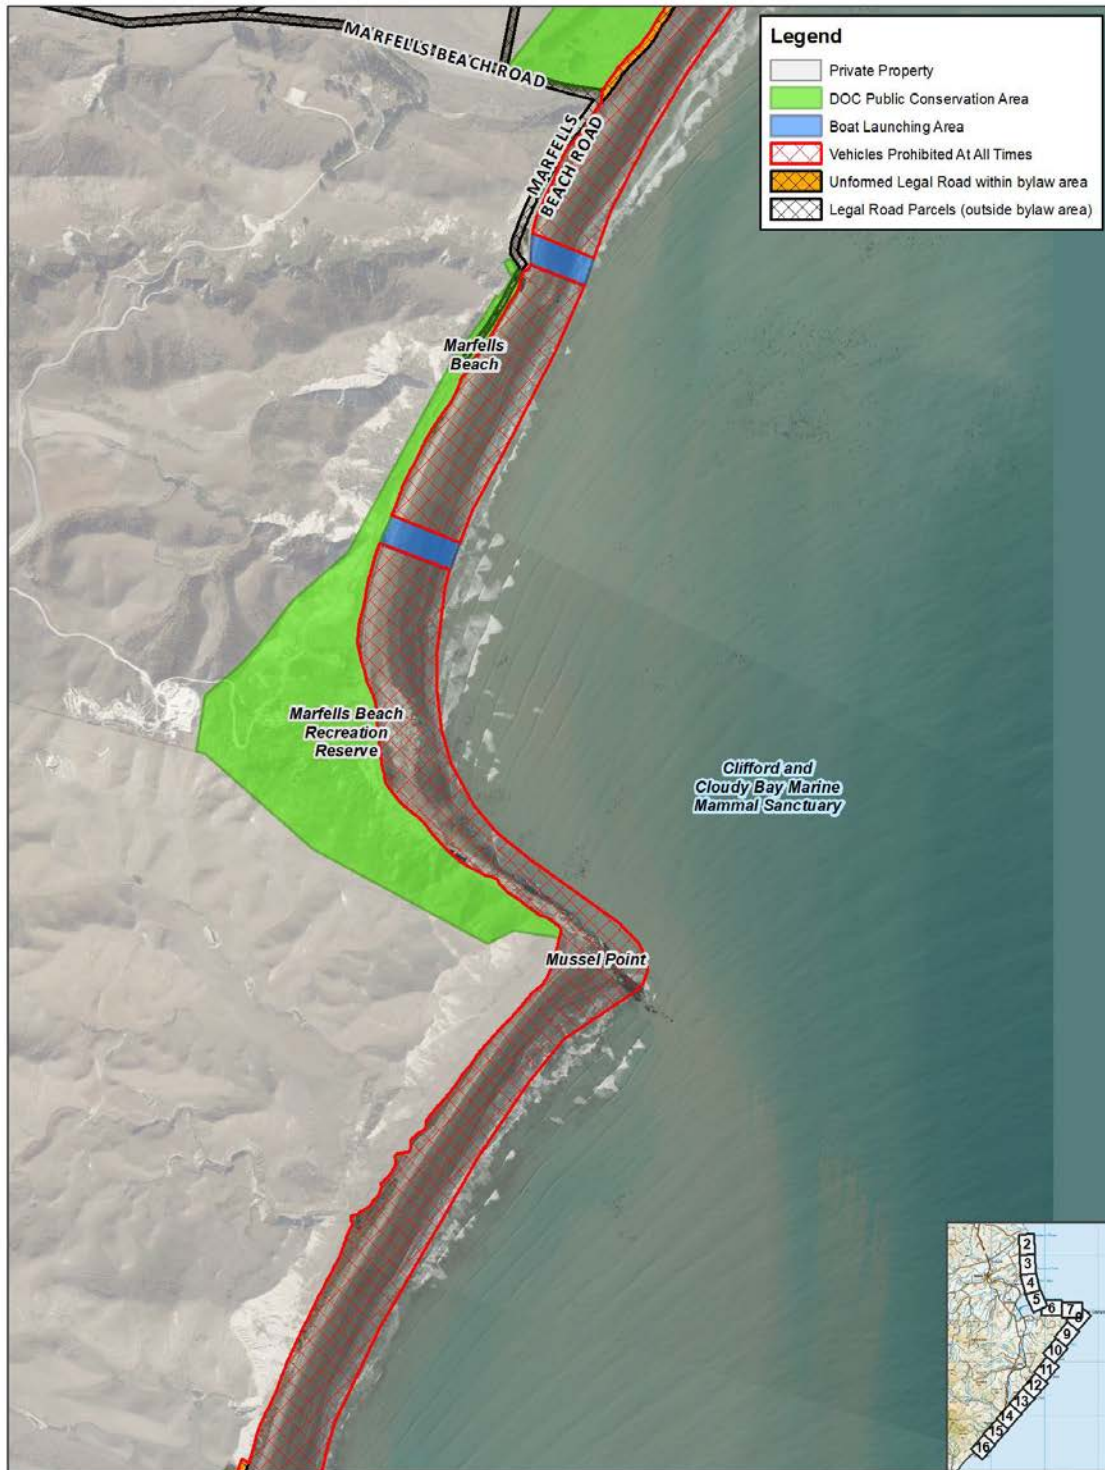 MARFELLS BEACH ROAD
MARFELLS
BEACH ROAD
Legend
Private Property
DOC Public Conservation Area
Boat Launching Area
Vehicles Prohibited At All Times
Unformed Legal Road within bylaw area
Legal Road Parcels (outside bylaw area)
Marfells
Beach
Marfells Beach
Recreation
Reserve
Clifford and
Cloudy Bay Marine
Mammal Sanctuary
Mussel Point
2
3
4
5
6
7
8
9
10
11
12
13
14
15
16